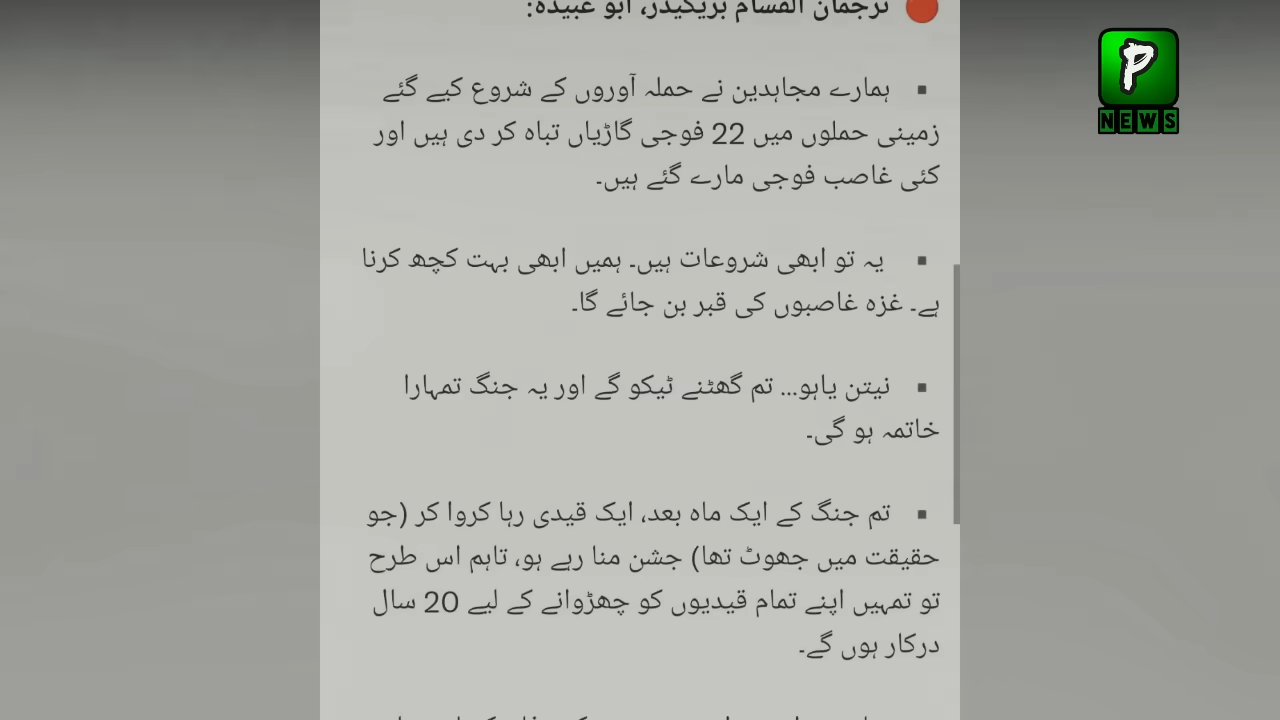 ترجمان القسام بریگیڈر، ابو عبیدہ:
▪ ہمارے مجاہدین نے حملہ آوروں کے شروع کیے گئے
زمینی حملوں میں 22 فوجی گاڑیاں تباہ کر دی ہیں اور
کئی غاصب فوجی مارے گئے ہیں۔
▪ یہ تو ابھی شروعات ہیں۔ ہمیں ابھی بہت کچھ کرنا
ہے۔ غزہ غاصبوں کی قبر بن جائے گا۔
▪ نیتن یاہو... تم گھٹنے ٹیکو گے اور یہ جنگ تمہارا
خاتمہ ہو گی۔
▪ تم جنگ کے ایک ماہ بعد، ایک قیدی رہا کروا کر (جو
حقیقت میں جھوٹ تھا) جشن منا رہے ہو، تاہم اس طرح
تو تمہیں اپنے تمام قیدیوں کو چھڑوانے کے لیے 20 سال
درکار ہوں گے۔
P
NEWS